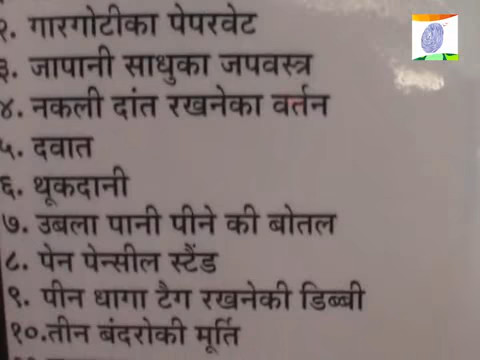 २. गारगोटीका पेपरवेट
३. जापानी साधुका जपवस्त्र
४. नकली दांत रखनेका वर्तन
५. दवात
६. थूकदानी
७. उबला पानी पीने की बोतल
८. पेन पेन्सील स्टैंड
९. पीन धागा टैग रखनेकी डिब्बी
१०.तीन बंदरोकी मूर्ति